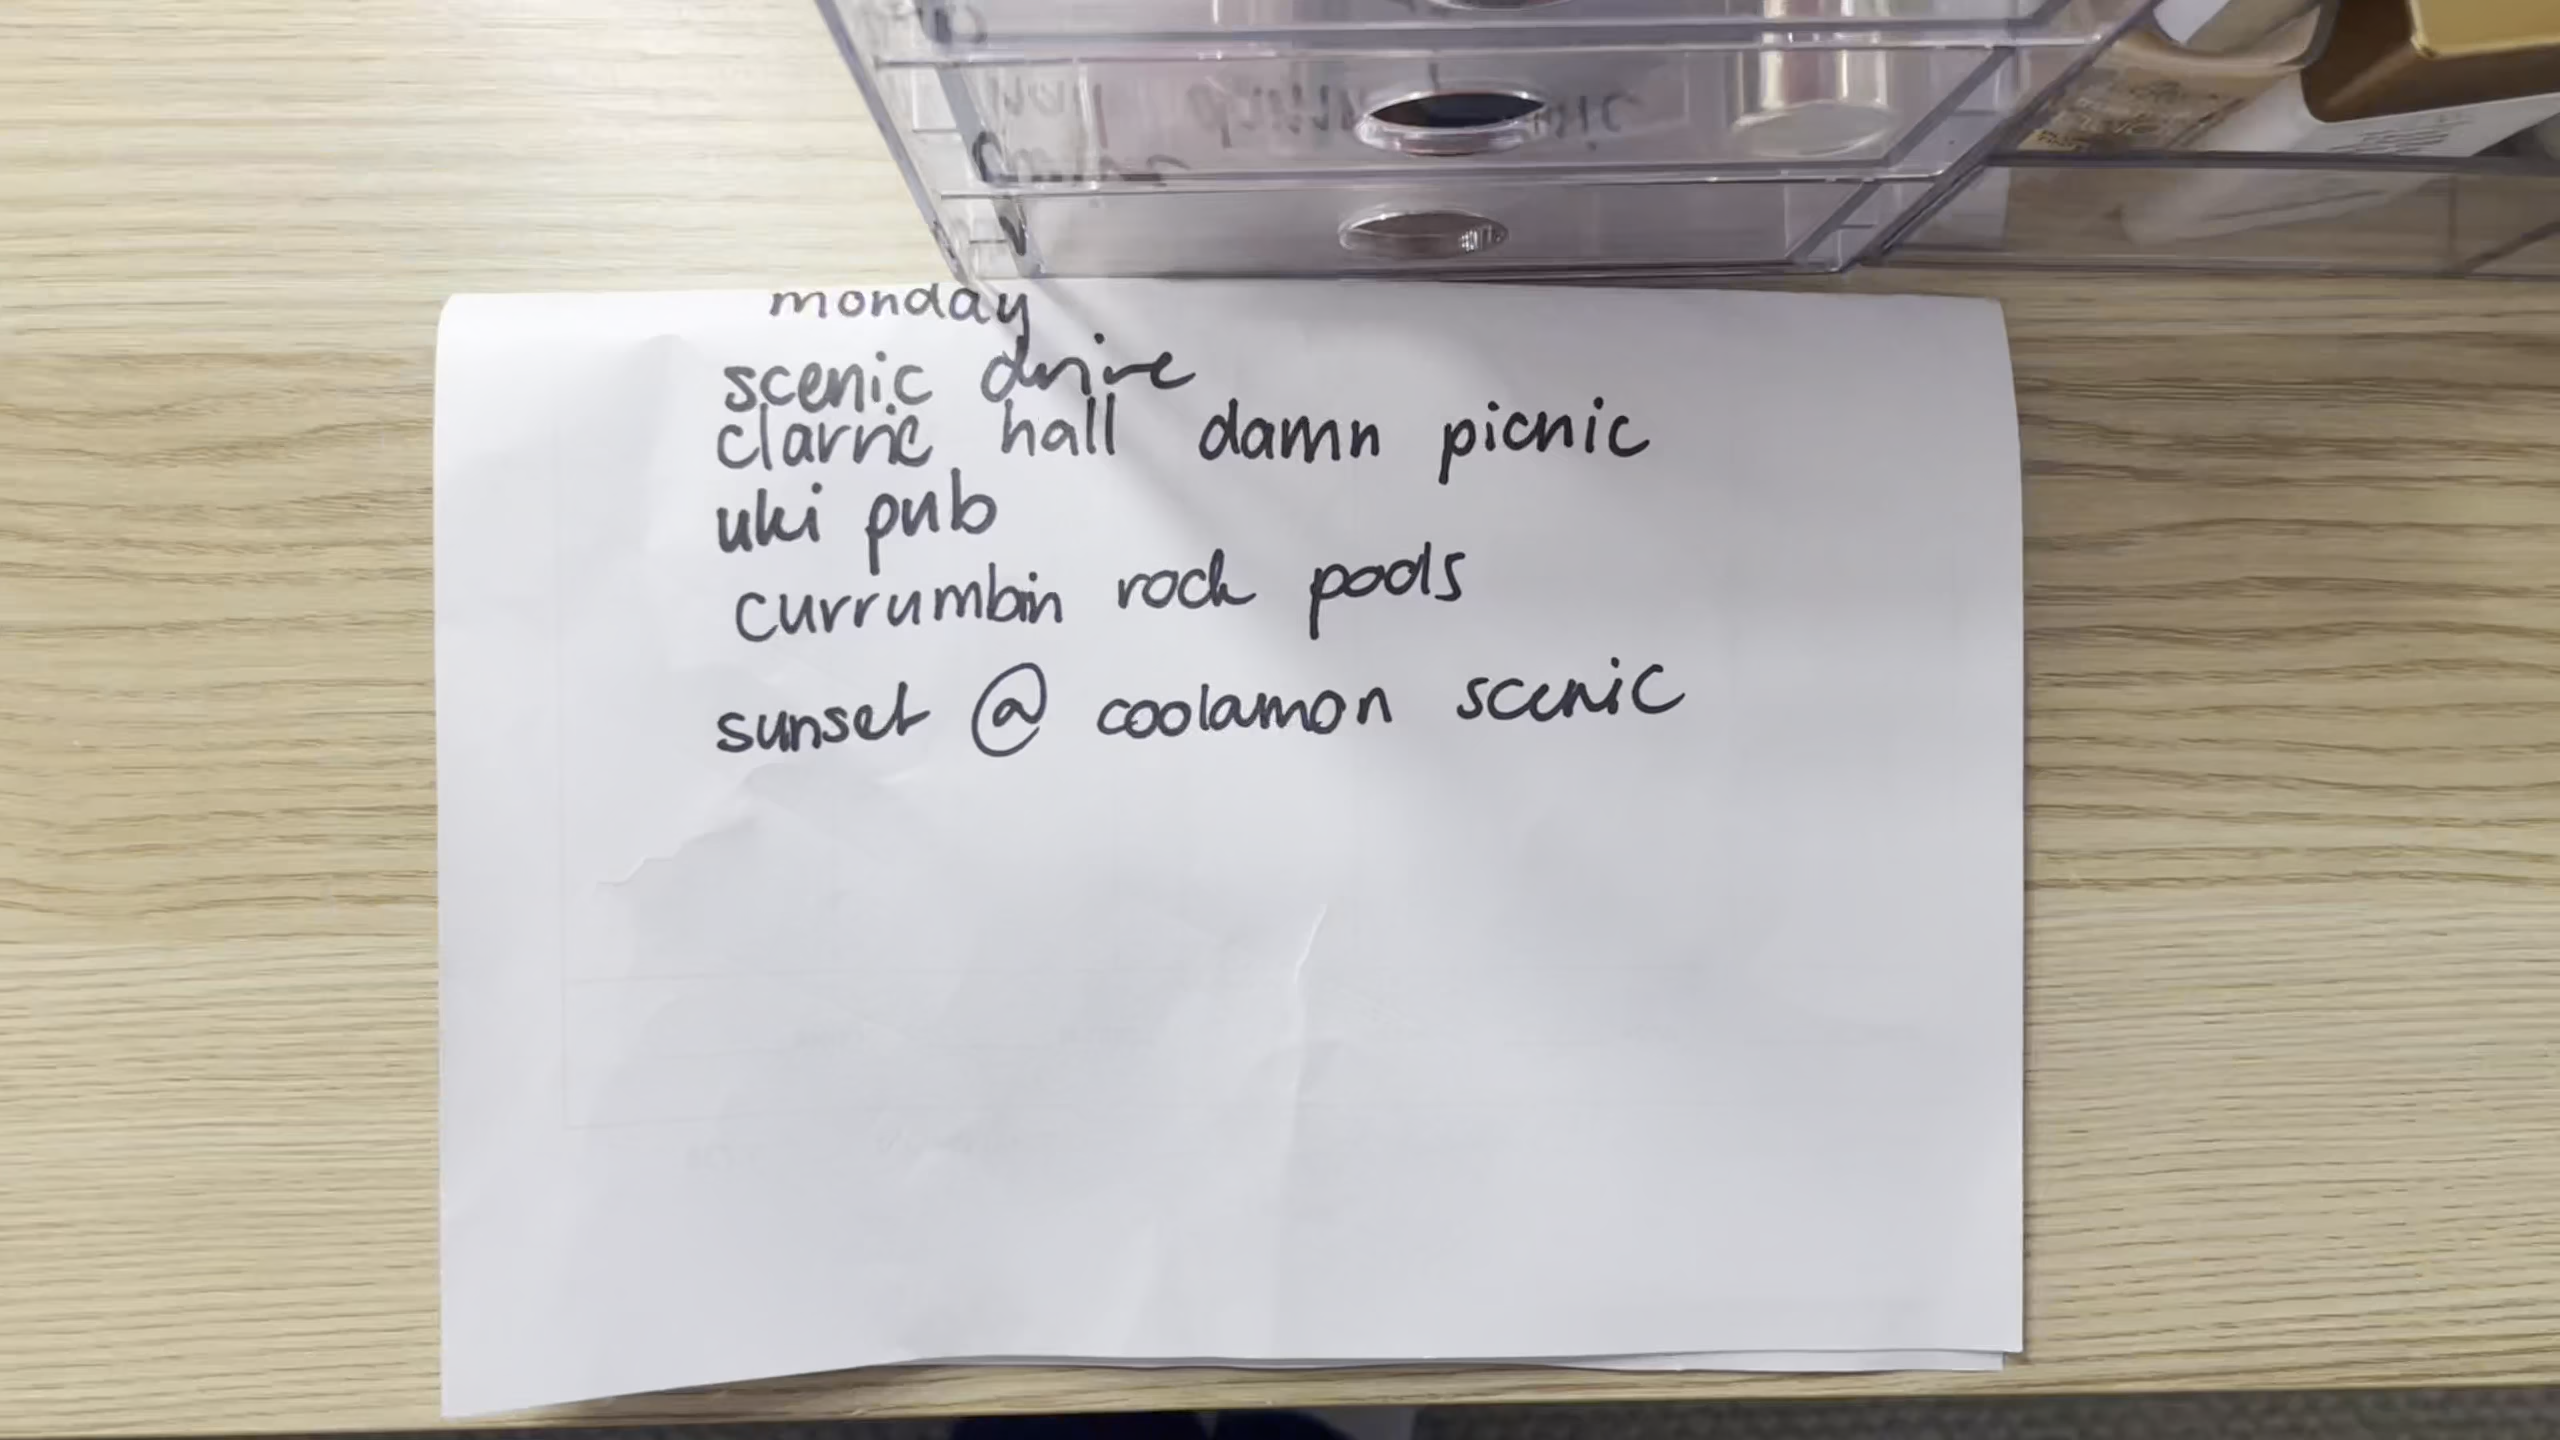 monday
scenic drive
clarrie hall damn picnic
uki pub
currumbin rock pools
sunset @ coolamon scenic